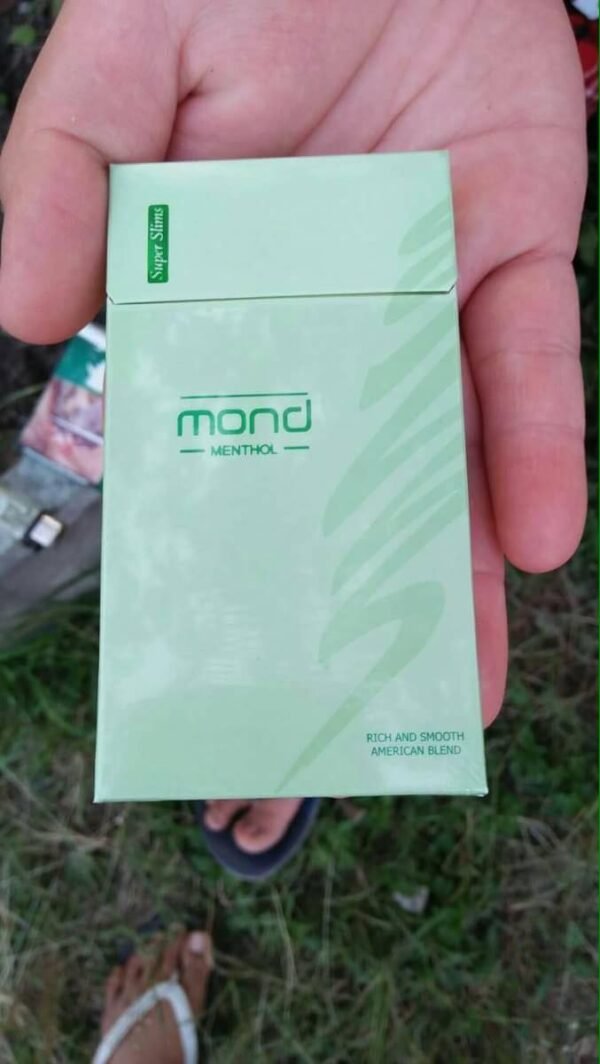 Super Slims
mond
MENTHOL
RICH AND SMOOTH
AMERICAN BLEND